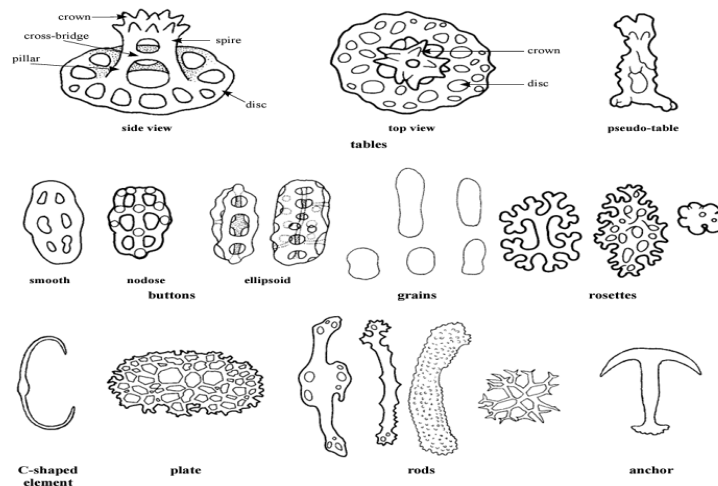 crown
cross-bridge
pillar
spire
disc
side view
crown
disc
top view
pseudo-table
tables
smooth
nodose
ellipsoid
buttons
grains
rosettes
C-shaped
element
plate
rods
anchor